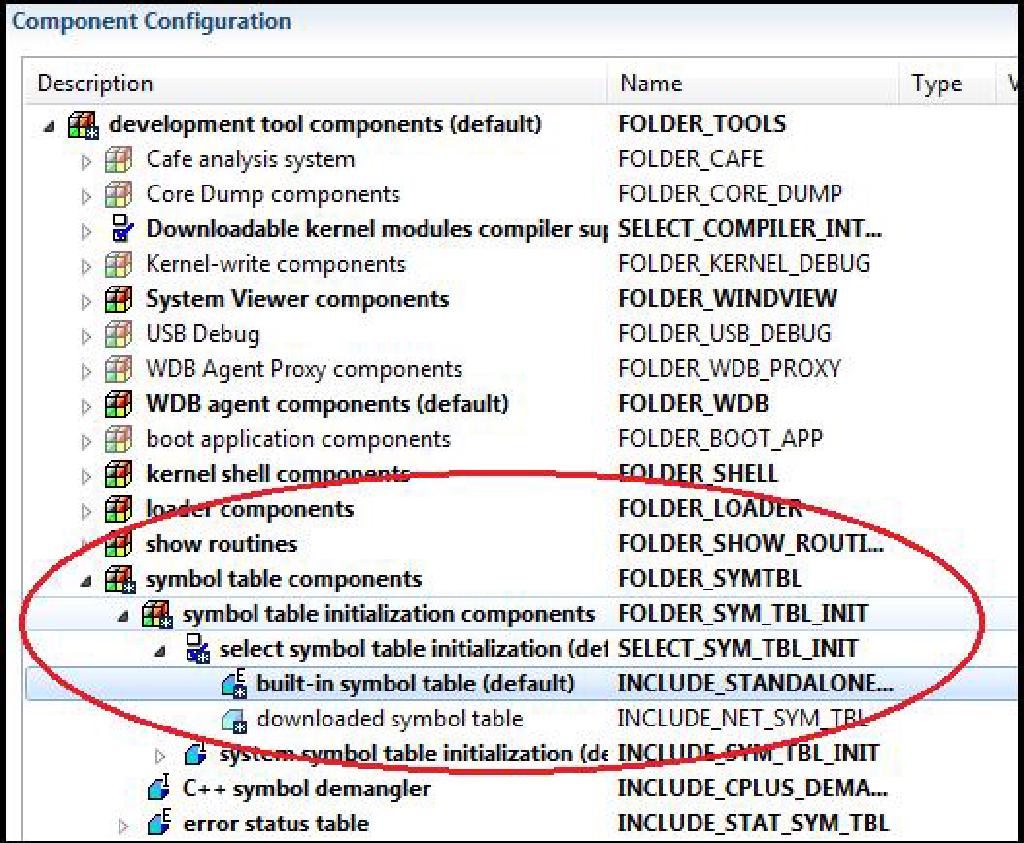 Component Configuration
Description Name Type
development tool components (default) FOLDER_TOOLS
Cafe analysis system FOLDER_CAFE
Core Dump components FOLDER_CORE_DUMP
Downloadable kernel modules compiler sup SELECT_COMPILER_INT...
Kernel-write components FOLDER_KERNEL_DEBUG
System Viewer components FOLDER_WINDVIEW
USB Debug FOLDER_USB_DEBUG
WDB Agent Proxy components FOLDER_WDB_PROXY
WDB agent components (default) FOLDER_WDB
boot application components FOLDER_BOOT_APP
kernel shell components FOLDER_SHELL
loader components FOLDER_LOADER
show routines FOLDER_SHOW_ROUTI...
symbol table components FOLDER_SYMTBL
symbol table initialization components FOLDER_SYM_TBL_INIT
select symbol table initialization (def SELECT_SYM_TBL_INIT
built-in symbol table (default) INCLUDE_STANDALONE...
downloaded symbol table INCLUDE_NET_SYM_TBL
system symbol table initialization (de INCLUDE_SYM_TBL_INIT
C++ symbol demangler INCLUDE_CPLUS_DEMA...
error status table INCLUDE_STAT_SYM_TBL